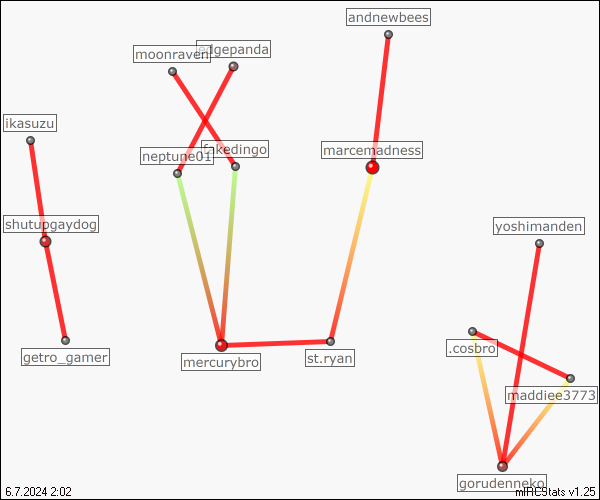 andnewbees
moonraven
edgepanda
ikasuzu
neptune01
fakedingo
marcemadness
shutupgaydog
yoshimanden
getro_gamer
mercurybro
st.ryan
.cosbro
maddiee3773
gorudenneko
6.7.2024 2:02
mIRCStats v1.25